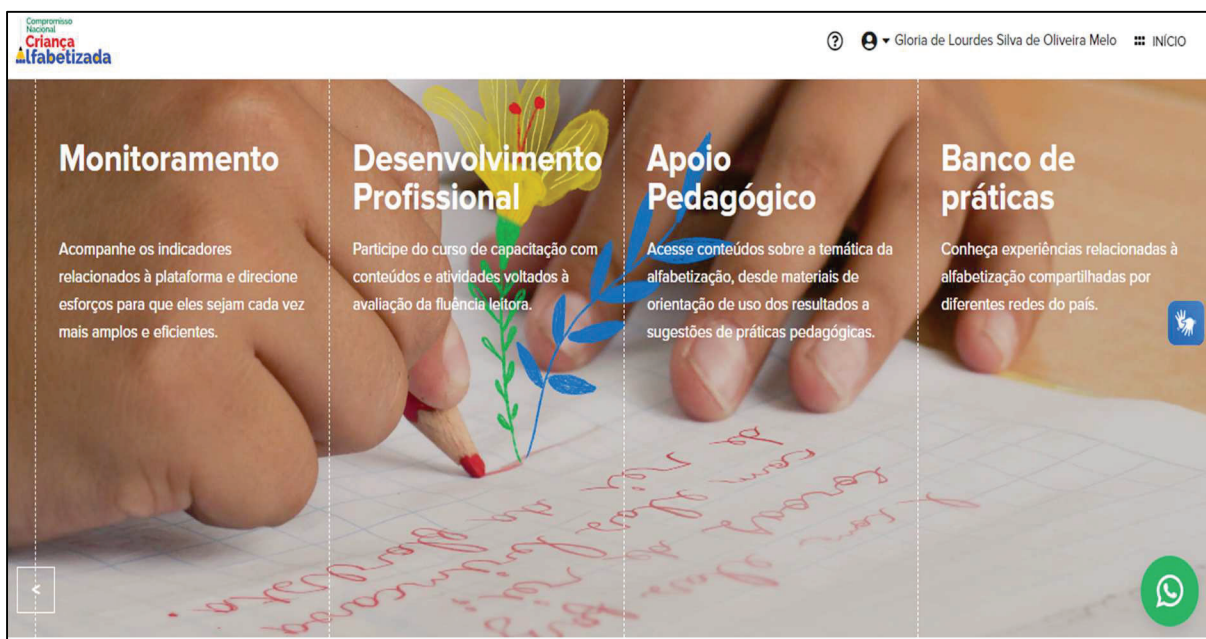 Compromisso
Nacional
Criança
Alfabetizada
Gloria de Lourdes Silva de Oliveira Melo
INÍCIO
Monitoramento
Acompanhe os indicadores
relacionados à plataforma e direcione
esforços para que eles sejam cada vez
mais amplos e eficientes.
Desenvolvimento
Profissional
Participe do curso de capacitação com
conteúdos e atividades voltados à
avaliação da fluência leitora.
Apoio
Pedagógico
Acesse conteúdos sobre a temática da
alfabetização, desde materiais de
orientação de uso dos resultados a
sugestões de práticas pedagógicas.
Banco de
práticas
Conheça experiências relacionadas à
alfabetização compartilhadas por
diferentes redes do país.
<